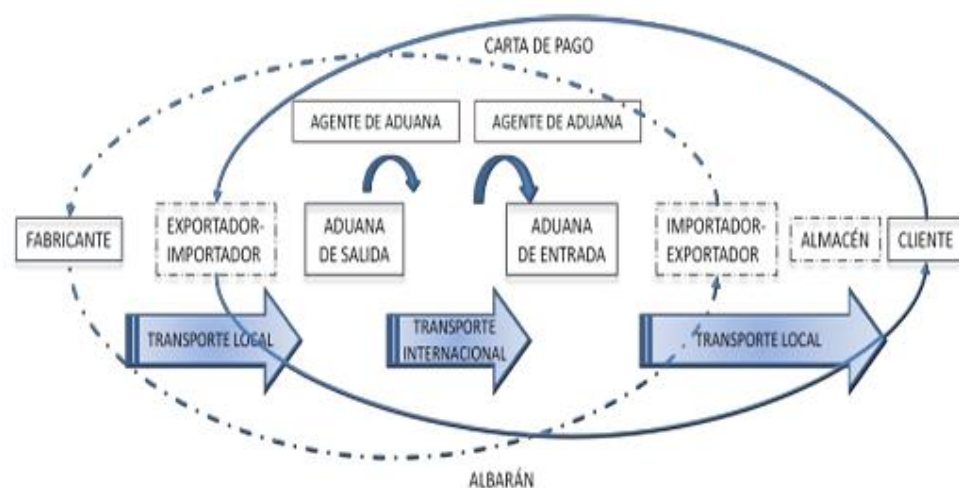 CARTA DE PAGO
AGENTE DE ADUANA
AGENTE DE ADUANA
FABRICANTE
EXPORTADOR-
IMPORTADOR
ADUANA
DE SALIDA
ADUANA
DE ENTRADA
IMPORTADOR-
EXPORTADOR
ALMACÉN
CLIENTE
TRANSPORTE LOCAL
TRANSPORTE
INTERNACIONAL
TRANSPORTE LOCAL
ALBARÁN